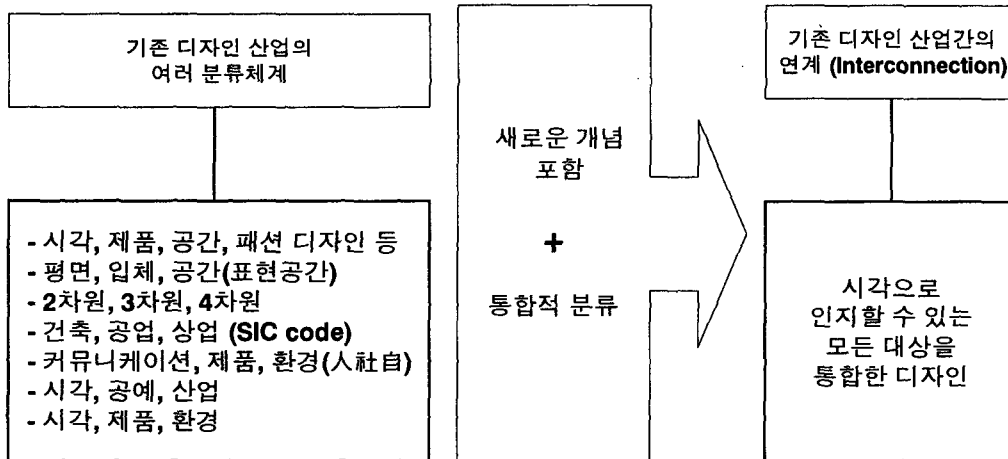 기존 디자인 산업의
여러 분류체계
- 시각, 제품, 공간, 패션 디자인 등
- 평면, 입체, 공간(표현공간)
- 2차원, 3차원, 4차원
- 건축, 공업, 상업 (SIC code)
- 커뮤니케이션, 제품, 환경(人社自)
- 시각, 공예, 산업
- 시각, 제품, 환경
새로운 개념
포함
+
통합적 분류
기존 디자인 산업간의
연계 (Interconnection)
시각으로
인지할 수 있는
모든 대상을
통합한 디자인